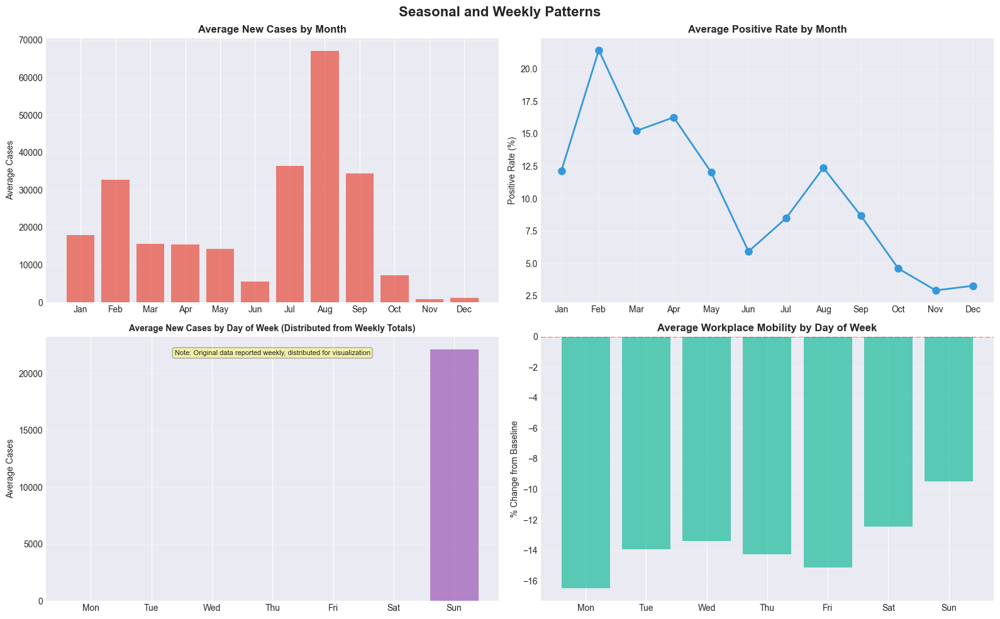 Seasonal and Weekly Patterns
Average New Cases by Month
Average Cases
70000
60000
50000
40000
30000
20000
10000
0
Jan Feb Mar Apr May Jun Jul Aug Sep Oct Nov Dec
Average Positive Rate by Month
Positive Rate (%)
20.0
17.5
15.0
12.5
10.0
7.5
5.0
2.5
Jan Feb Mar Apr May Jun Jul Aug Sep Oct Nov Dec
Average New Cases by Day of Week (Distributed from Weekly Totals)
Note: Original data reported weekly, distributed for visualization
Average Cases
20000
15000
10000
5000
0
Mon Tue Wed Thu Fri Sat Sun
Average Workplace Mobility by Day of Week
% Change from Baseline
0
−2
−4
−6
−8
−10
−12
−14
−16
Mon Tue Wed Thu Fri Sat Sun